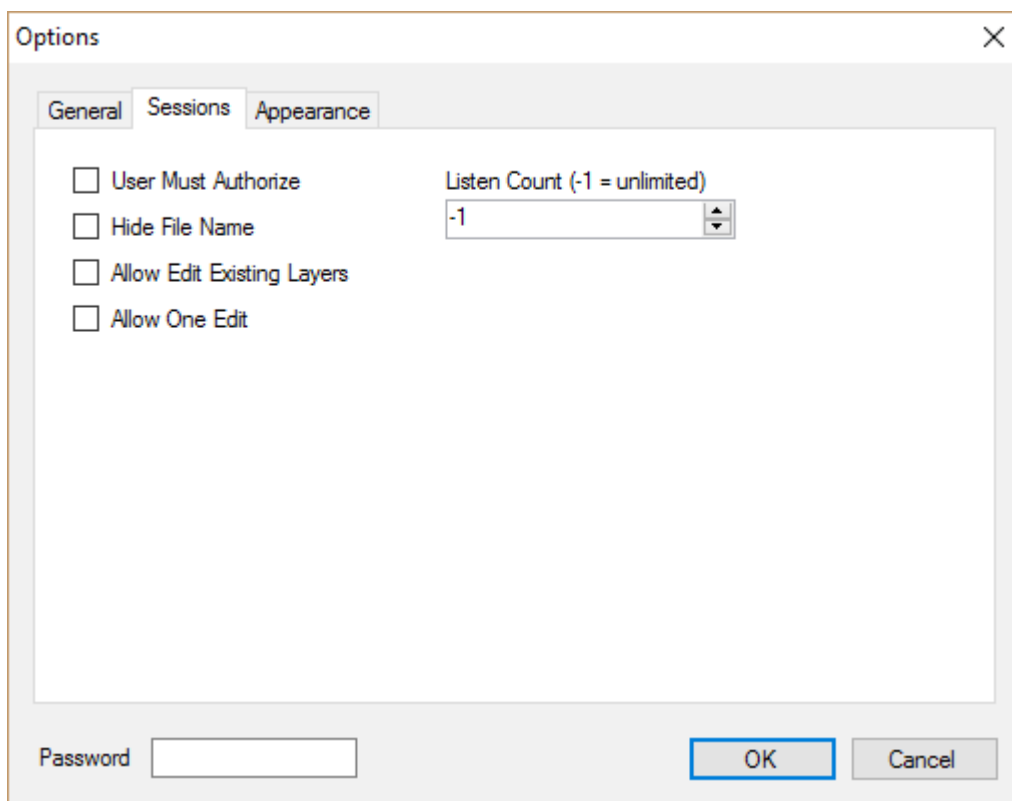 Options
General Sessions Appearance
User Must Authorize
Listen Count (-1 = unlimited)
-1
Hide File Name
Allow Edit Existing Layers
Allow One Edit
Password
OK
Cancel